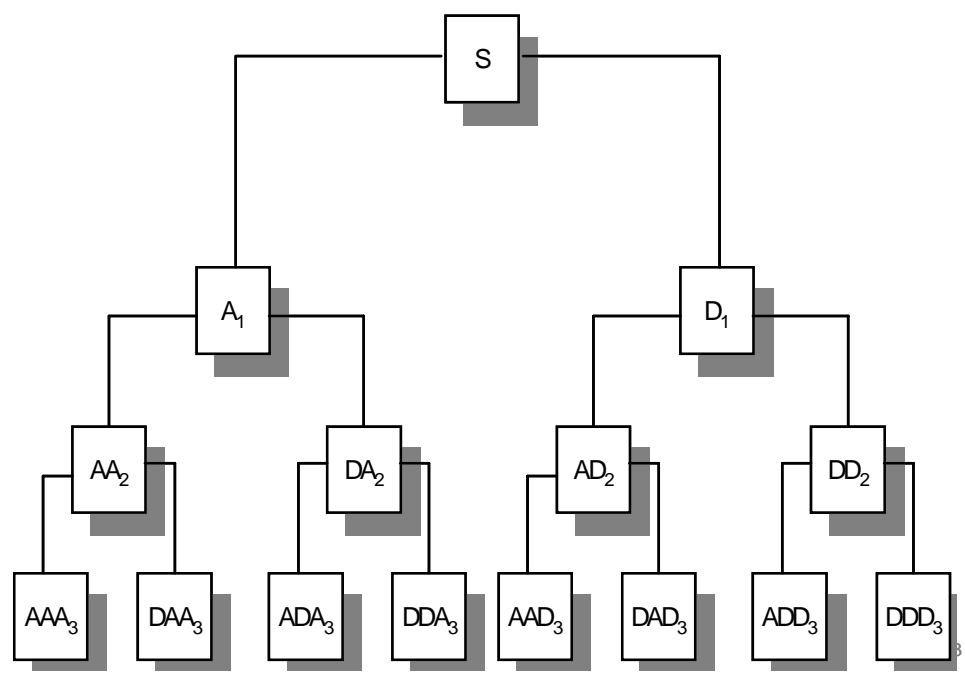 S
A₁ D₁
AA₂ DA₂ AD₂ DD₂
AAA₃ DAA₃ ADA₃ DDA₃ AAD₃ DAD₃ ADD₃ DDD₃